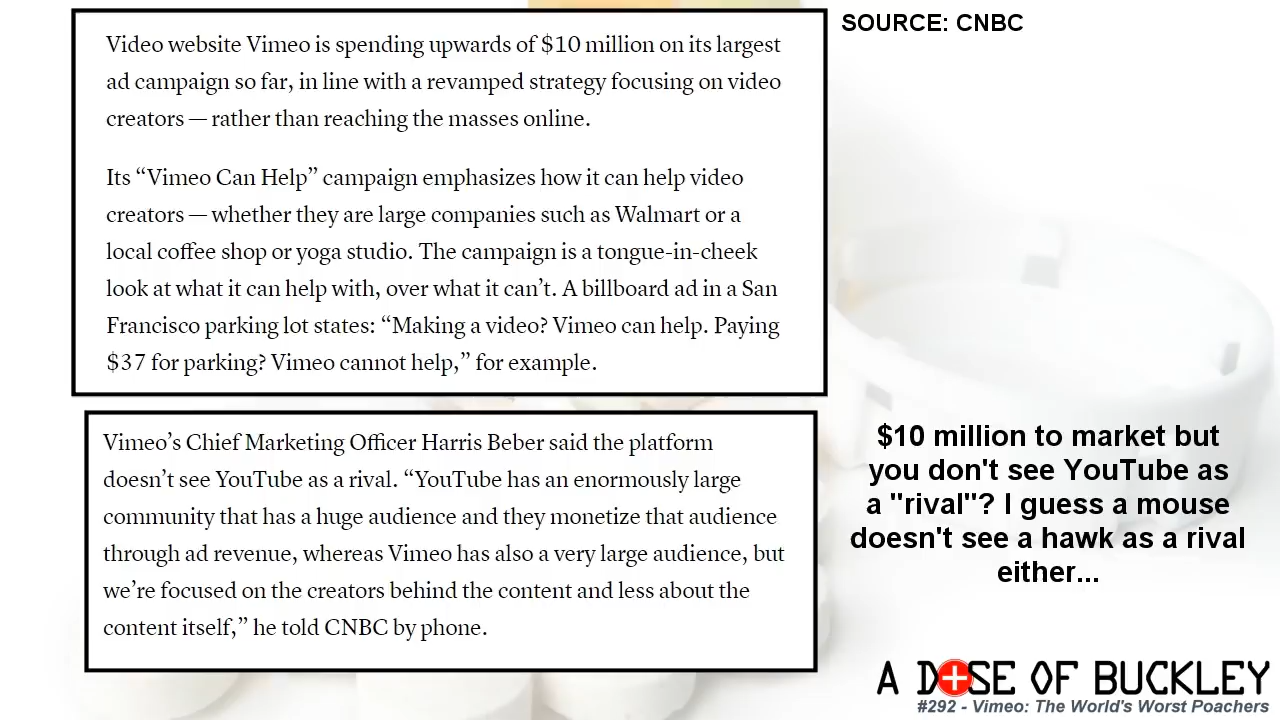 SOURCE: CNBC
Video website Vimeo is spending upwards of $10 million on its largest
ad campaign so far, in line with a revamped strategy focusing on video
creators — rather than reaching the masses online.
Its “Vimeo Can Help” campaign emphasizes how it can help video
creators — whether they are large companies such as Walmart or a
local coffee shop or yoga studio. The campaign is a tongue-in-cheek
look at what it can help with, over what it can’t. A billboard ad in a San
Francisco parking lot states: “Making a video? Vimeo can help. Paying
$37 for parking? Vimeo cannot help,” for example.
Vimeo’s Chief Marketing Officer Harris Beber said the platform
doesn’t see YouTube as a rival. “YouTube has an enormously large
community that has a huge audience and they monetize that audience
through ad revenue, whereas Vimeo has also a very large audience, but
we’re focused on the creators behind the content and less about the
content itself,” he told CNBC by phone.
$10 million to market but
you don't see YouTube as
a "rival"? I guess a mouse
doesn't see a hawk as a rival
either...
A DOSE OF BUCKLEY
#292 - Vimeo: The World's Worst Poachers